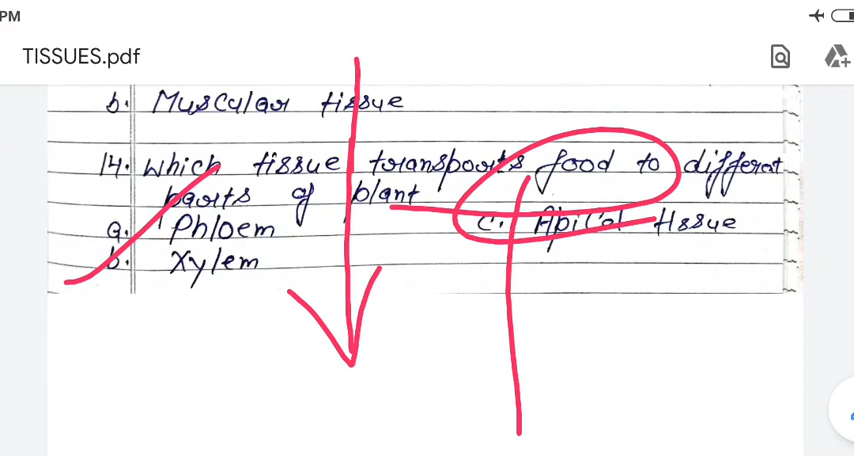 PM
TISSUES.pdf
b. Muscular tissue
14. Which tissue transports food to different
parts of plant
a. Phloem c. Apical tissue
b. Xylem